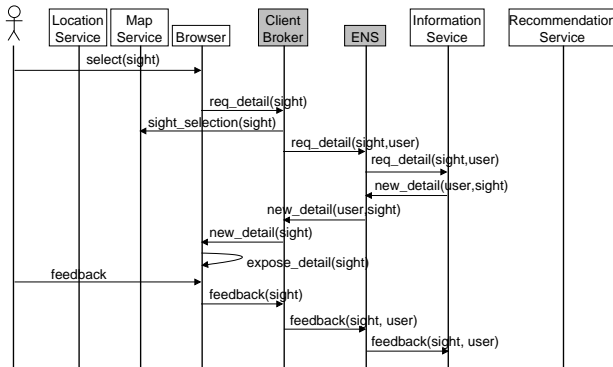 Location Service
Map Service
Browser
Client Broker
ENS
Information Sevice
Recommendation Service
select(sight)
req_detail(sight)
sight_selection(sight)
req_detail(sight,user)
req_detail(sight,user)
new_detail(user,sight)
new_detail(user,sight)
new_detail(sight)
expose_detail(sight)
feedback
feedback(sight)
feedback(sight, user)
feedback(sight, user)